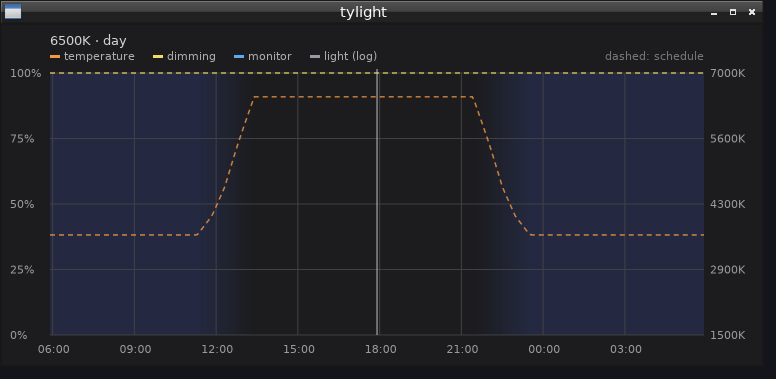 tylight
6500K · day
temperature dimming monitor light (log) dashed: schedule
100% 7000K
75% 5600K
50% 4300K
25% 2900K
0% 1500K
06:00 09:00 12:00 15:00 18:00 21:00 00:00 03:00